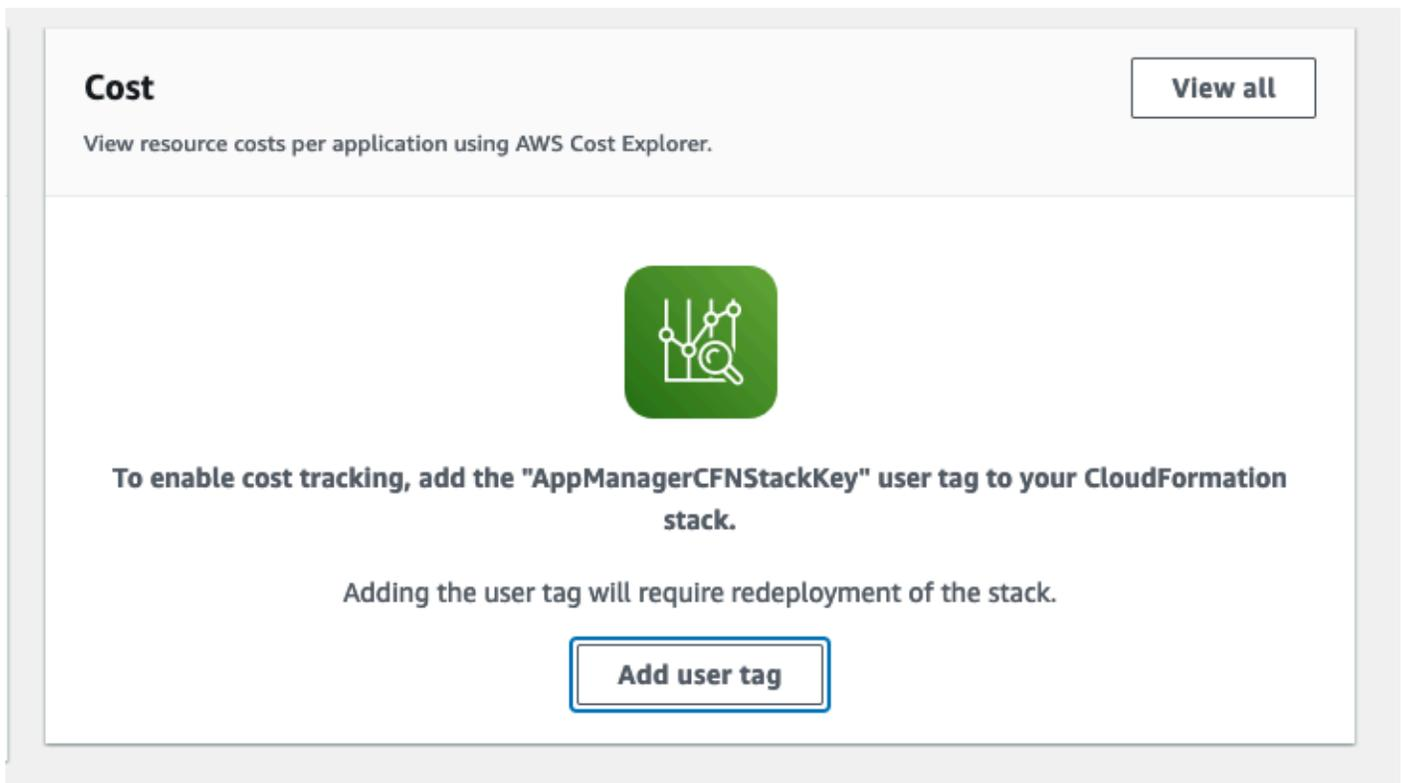 Cost
View all
View resource costs per application using AWS Cost Explorer.
To enable cost tracking, add the "AppManagerCFNStackKey" user tag to your CloudFormation
stack.
Adding the user tag will require redeployment of the stack.
Add user tag